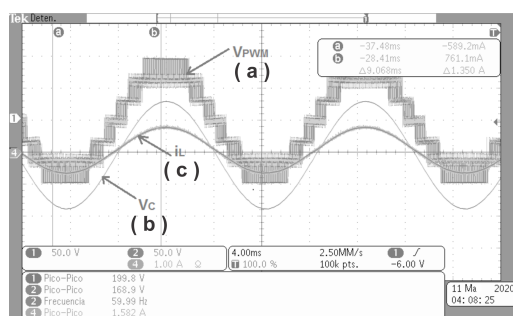 Tek Deten.
a
b
T
a -37.48ms -589.2mA
b -28.41ms 761.1mA
Δ9.068ms Δ1.350 A
VPWM
( a )
1
4
iL
( c )
Vc
( b )
1 50.0 V 2 50.0 V
4 1.00 A Ω
4.00ms 2.50MM/s 1 ∫
T 100.0 % 100k pts. -6.00 V
1 Pico-Pico 199.8 V
2 Pico-Pico 168.9 V
2 Frecuencia 59.99 Hz
4 Pico-Pico 1.582 A
11 Ma 2020
04:08:25